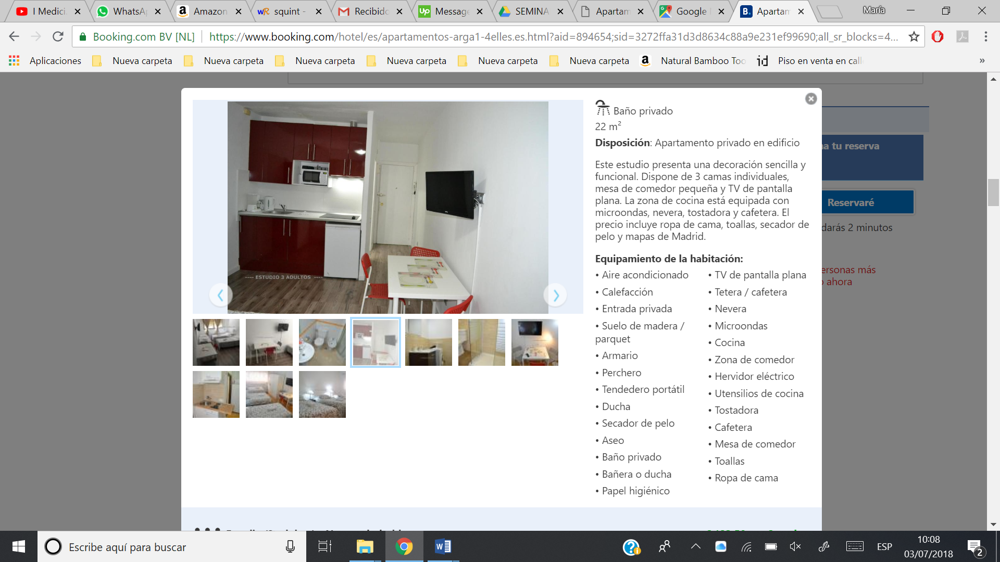 I Medici
WhatsAp
Amazon
squint -
Recibido
Message
SEMINA
Apartam
Google
Apartam
María
Booking.com BV [NL]
https://www.booking.com/hotel/es/apartamentos-arga1-4elles.es.html?aid=894654;sid=3272ffa31d3d8634c88a9e231ef99690;all_sr_blocks=4...
Aplicaciones
Nueva carpeta
Nueva carpeta
Nueva carpeta
Nueva carpeta
Nueva carpeta
Nueva carpeta
Natural Bamboo Too
Piso en venta en call
»
---- ESTUDIO 3 ADULTOS ----
Baño privado
22 m²
Disposición: Apartamento privado en edificio
Este estudio presenta una decoración sencilla y
funcional. Dispone de 3 camas individuales,
mesa de comedor pequeña y TV de pantalla
plana. La zona de cocina está equipada con
microondas, nevera, tostadora y cafetera. El
precio incluye ropa de cama, toallas, secador de
pelo y mapas de Madrid.
Equipamiento de la habitación:
• Aire acondicionado
• Calefacción
• Entrada privada
• Suelo de madera /
parquet
• Armario
• Perchero
• Tendedero portátil
• Ducha
• Secador de pelo
• Aseo
• Baño privado
• Bañera o ducha
• Papel higiénico
• TV de pantalla plana
• Tetera / cafetera
• Nevera
• Microondas
• Cocina
• Zona de comedor
• Hervidor eléctrico
• Utensilios de cocina
• Tostadora
• Cafetera
• Mesa de comedor
• Toallas
• Ropa de cama
na tu reserva
Reservaré
darás 2 minutos
ersonas más
o ahora
Escribe aquí para buscar
ESP
10:08
03/07/2018
2